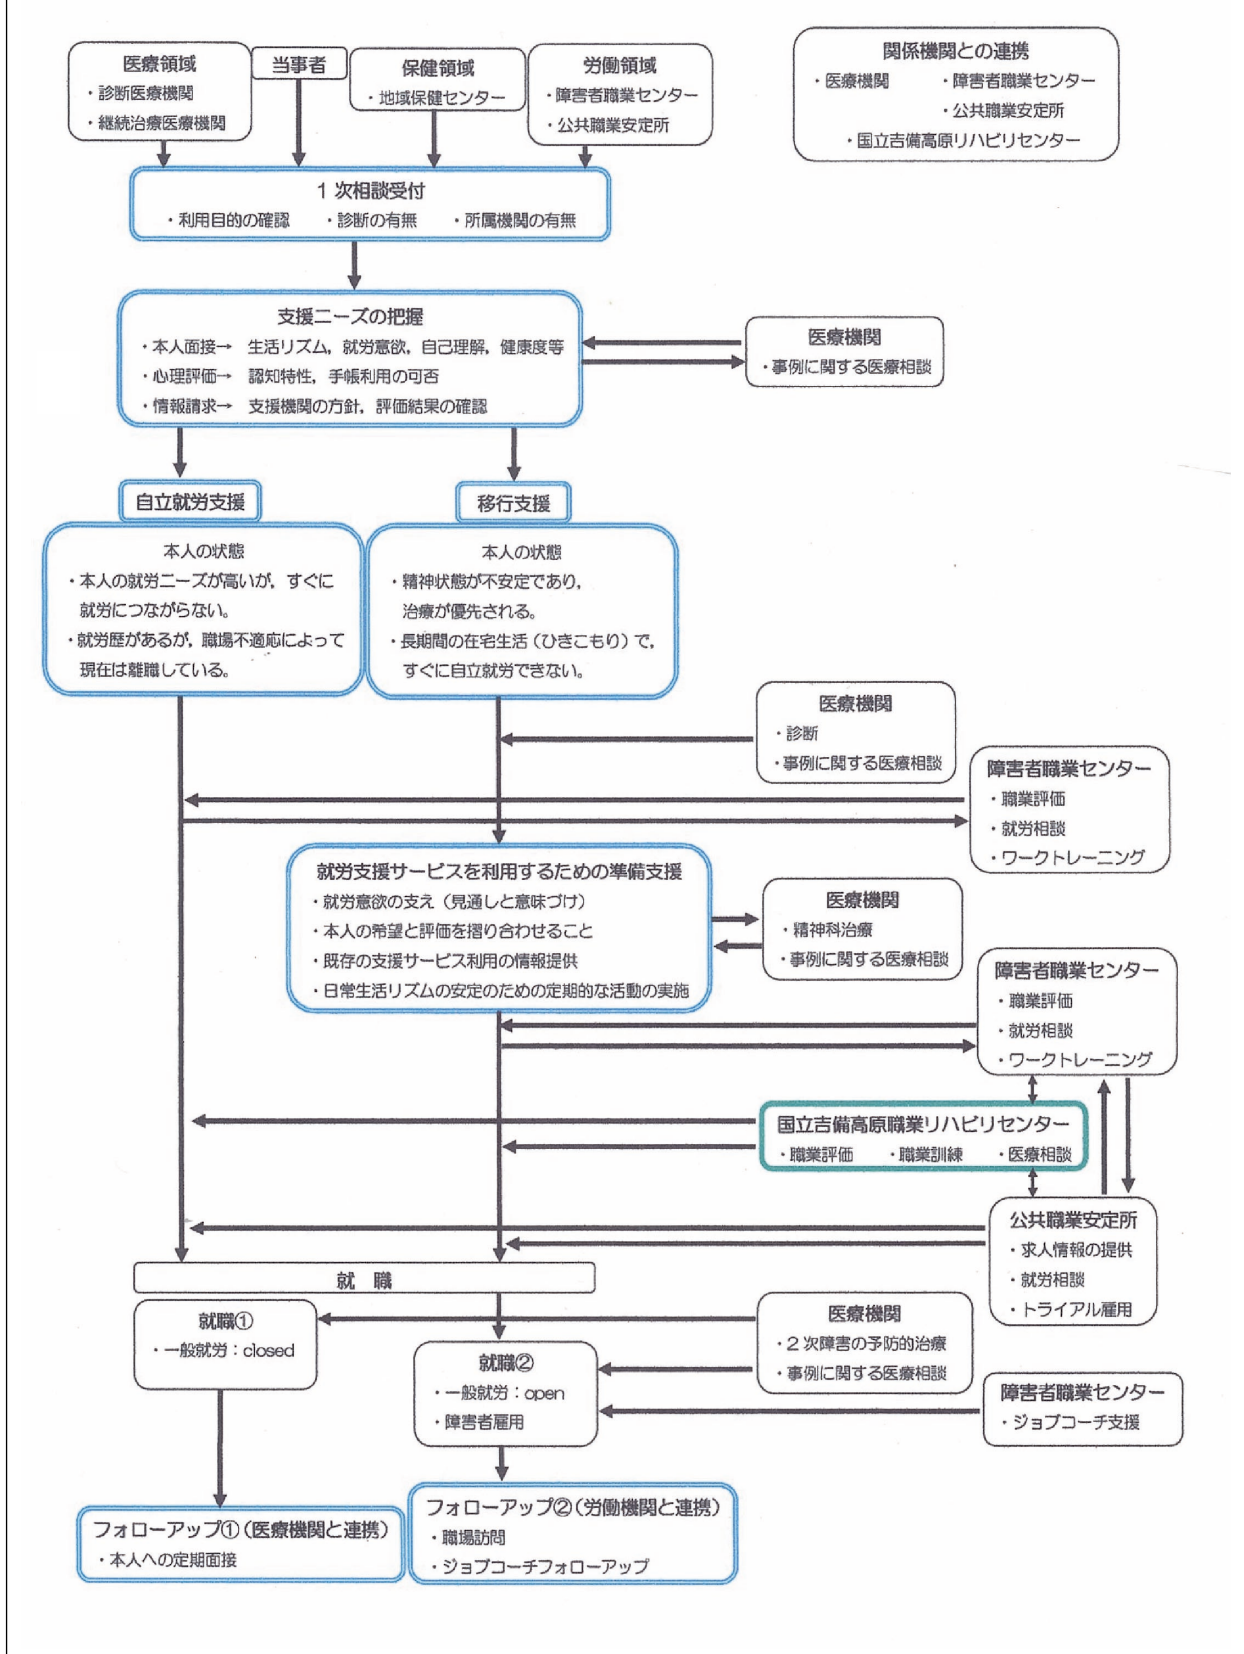 医療領域
・診断医療機関
・継続治療医療機関
当事者
保健領域
・地域保健センター
労働領域
・障害者職業センター
・公共職業安定所
関係機関との連携
・医療機関　・障害者職業センター
・公共職業安定所
・国立吉備高原リハビリセンター
1 次相談受付
・利用目的の確認　・診断の有無　・所属機関の有無
支援ニーズの把握
・本人面接→　生活リズム，就労意欲，自己理解，健康度等
・心理評価→　認知特性，手帳利用の可否
・情報請求→　支援機関の方針，評価結果の確認
医療機関
・事例に関する医療相談
自立就労支援
本人の状態
・本人の就労ニーズが高いが，すぐに
就労につながらない。
・就労歴があるが，職場不適応によって
現在は離職している。
移行支援
本人の状態
・精神状態が不安定であり，
治療が優先される。
・長期間の在宅生活（ひきこもり）で，
すぐに自立就労できない。
医療機関
・診断
・事例に関する医療相談
障害者職業センター
・職業評価
・就労相談
・ワークトレーニング
就労支援サービスを利用するための準備支援
・就労意欲の支え（見通しと意味づけ）
・本人の希望と評価を摺り合わせること
・既存の支援サービス利用の情報提供
・日常生活リズムの安定のための定期的な活動の実施
医療機関
・精神科治療
・事例に関する医療相談
障害者職業センター
・職業評価
・就労相談
・ワークトレーニング
国立吉備高原職業リハビリセンター
・職業評価　・職業訓練　・医療相談
公共職業安定所
・求人情報の提供
・就労相談
・トライアル雇用
就　職
就職①
・一般就労：closed
就職②
・一般就労：open
・障害者雇用
医療機関
・2 次障害の予防的治療
・事例に関する医療相談
障害者職業センター
・ジョブコーチ支援
フォローアップ①（医療機関と連携）
・本人への定期面接
フォローアップ②（労働機関と連携）
・職場訪問
・ジョブコーチフォローアップ